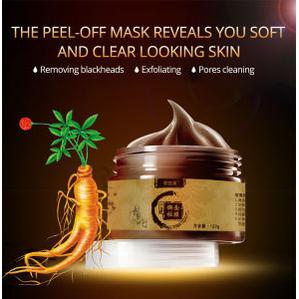 THE PEEL-OFF MASK REVEALS YOU SOFT
AND CLEAR LOOKING SKIN
Removing blackheads
Exfoliating
Pores cleaning